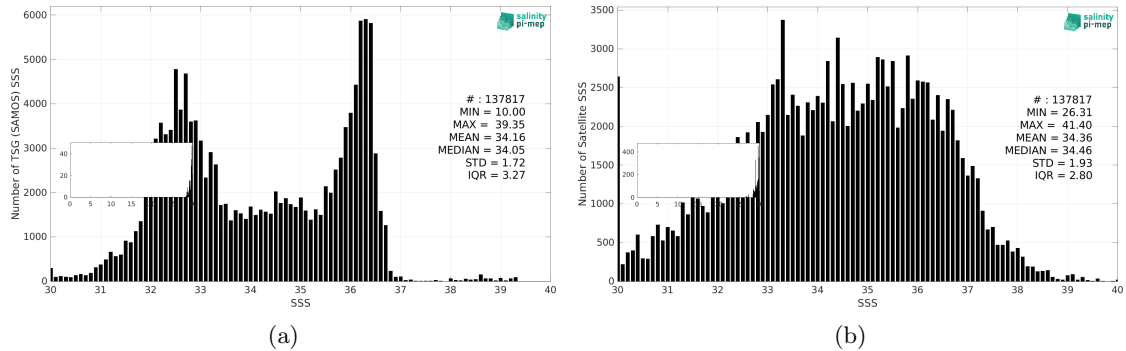 6000
5000
4000
3000
2000
1000
0
Number of TSG (SAMOS) SSS
salinity
pi-mep
# : 137817
MIN = 10.00
MAX = 39.35
MEAN = 34.16
MEDIAN = 34.05
STD = 1.72
IQR = 3.27
40
20
0
0 5 10 15
30 31 32 33 34 35 36 37 38 39 40
SSS
(a)
3500
3000
2500
2000
1500
1000
500
0
Number of Satellite SSS
salinity
pi-mep
# : 137817
MIN = 26.31
MAX = 41.40
MEAN = 34.36
MEDIAN = 34.46
STD = 1.93
IQR = 2.80
400
200
0
0 5 10 15
30 31 32 33 34 35 36 37 38 39 40
SSS
(b)